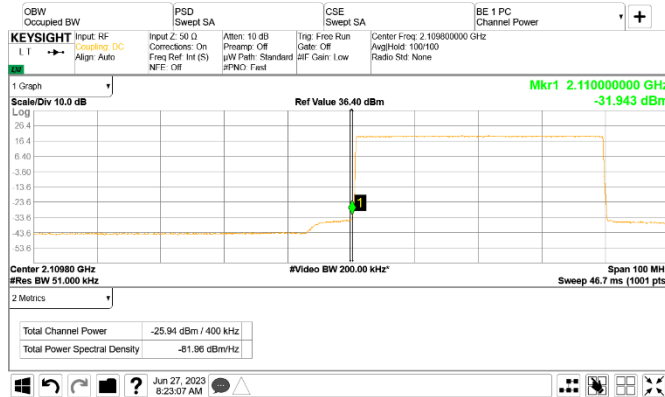 OBW
Occupied BW
PSD
Swept SA
CSE
Swept SA
BE 1 PC
Channel Power
KEYSIGHT
LT
Input: RF
Coupling: DC
Align: Auto
Input Z: 50 Ω
Corrections: On
Freq Ref: Int (S)
NFE: Off
Atten: 10 dB
Preamp: Off
µW Path: Standard
#PNO: Fast
Trig: Free Run
Gate: Off
#IF Gain: Low
Center Freq: 2.109800000 GHz
Avg|Hold: 100/100
Radio Std: None
1 Graph
Scale/Div 10.0 dB
Ref Value 36.40 dBm
Mkr1 2.110000000 GHz
-31.943 dBm
Log
26.4
16.4
6.40
-3.60
-13.6
-23.6
-33.6
-43.6
-53.6
1
Center 2.10980 GHz
#Res BW 51.000 kHz
#Video BW 200.00 kHz*
Span 100 MH
Sweep 46.7 ms (1001 pts
2 Metrics
Total Channel Power -25.94 dBm / 400 kHz
Total Power Spectral Density -81.96 dBm/Hz
Jun 27, 2023
8:23:07 AM